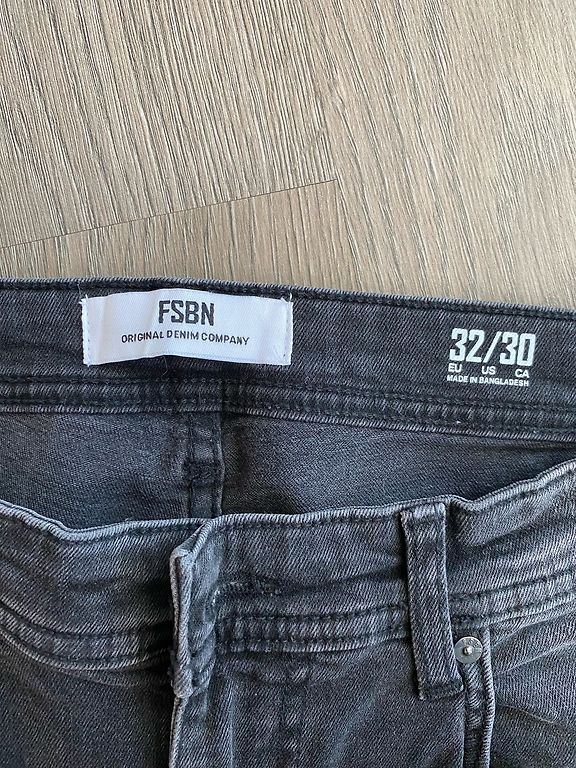 FSBN
ORIGINAL DENIM COMPANY
32/30
EU US CA
MADE IN BANGLADESH